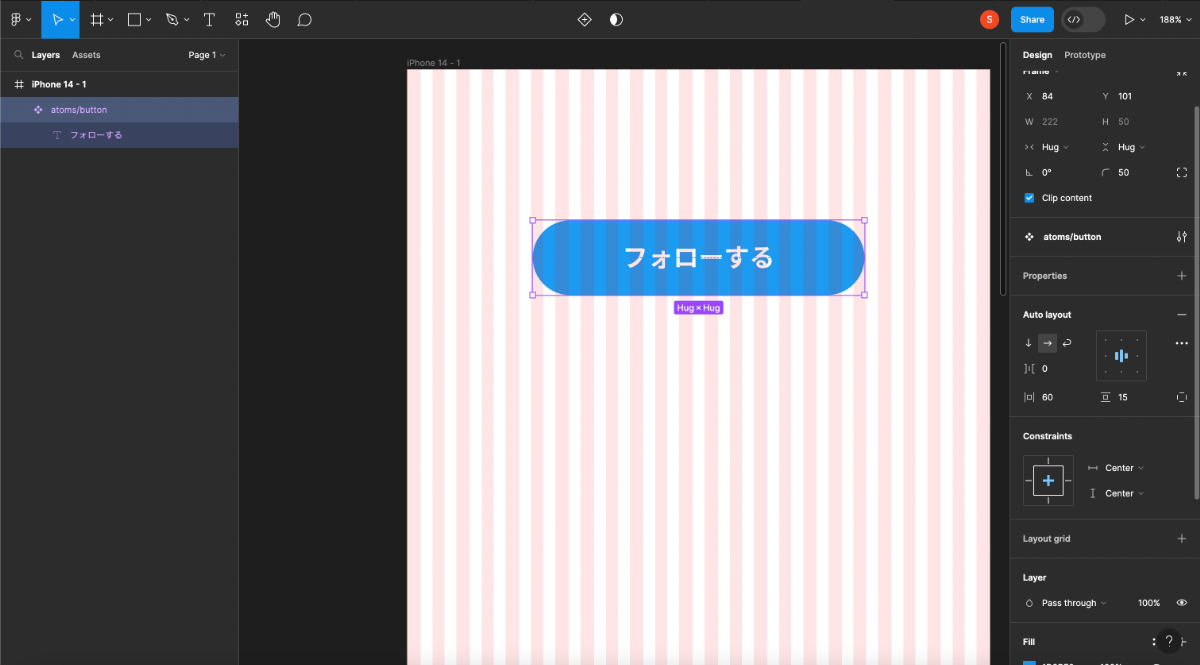 S
Share
188%
Layers
Assets
Page 1
iPhone 14 - 1
atoms/button
フォローする
iPhone 14 - 1
フォローする
Hug × Hug
Design
Prototype
Frame
X 84
Y 101
W 222
H 50
Hug
Hug
0°
50
Clip content
atoms/button
Properties
Auto layout
0
60
15
Constraints
Center
Center
Layout grid
Layer
Pass through
100%
Fill
?